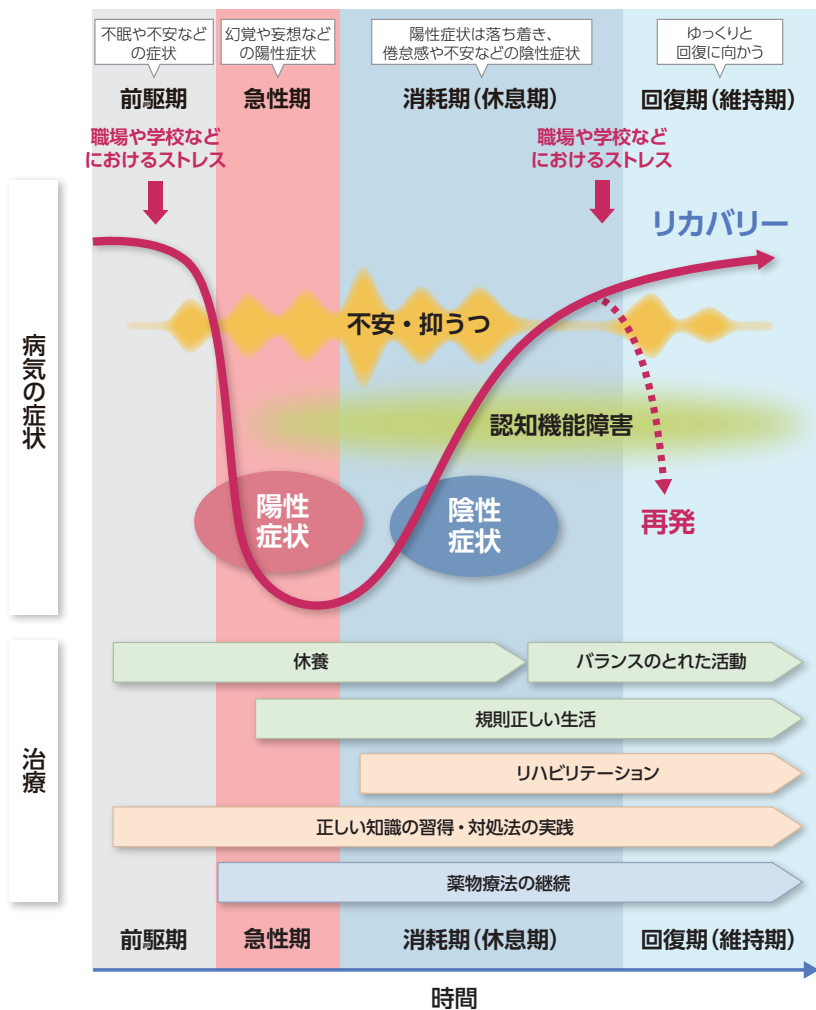 不眠や不安など
の症状
幻覚や妄想など
の陽性症状
陽性症状は落ち着き、
倦怠感や不安などの陰性症状
ゆっくりと
回復に向かう
前駆期
急性期
消耗期(休息期)
回復期(維持期)
職場や学校など
におけるストレス
職場や学校など
におけるストレス
リカバリー
病気の症状
不安・抑うつ
認知機能障害
陽性
症状
陰性
症状
再発
治療
休養
バランスのとれた活動
規則正しい生活
リハビリテーション
正しい知識の習得・対処法の実践
薬物療法の継続
前駆期
急性期
消耗期(休息期)
回復期(維持期)
時間